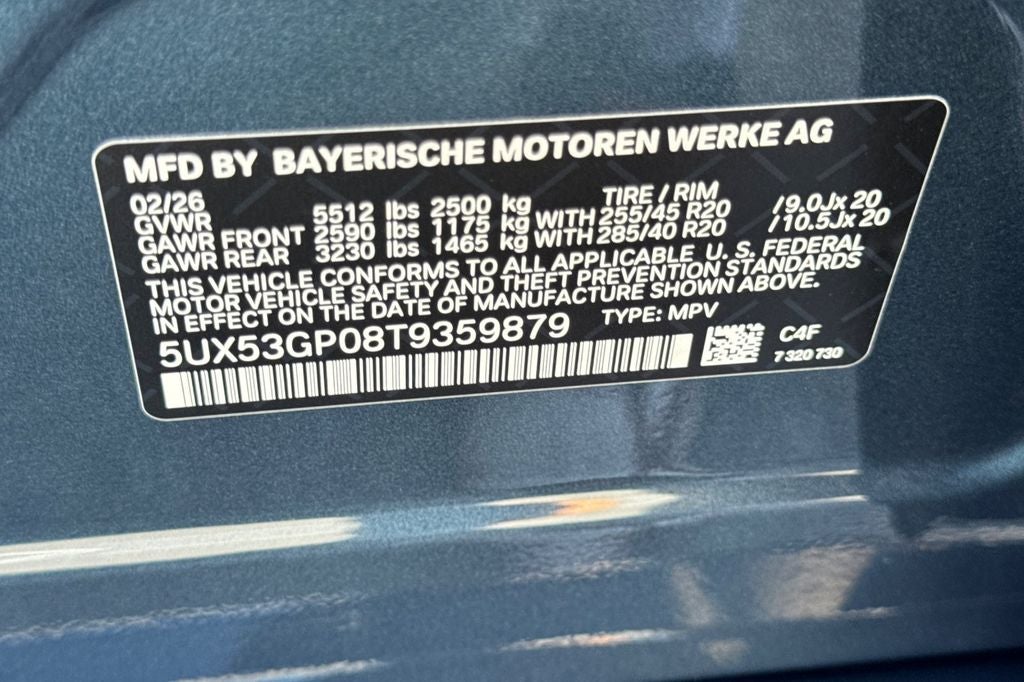 MFD BY BAYERISCHE MOTOREN WERKE AG
02/26 TIRE / RIM
GVWR 5512 lbs 2500 kg
GAWR FRONT 2590 lbs 1175 kg WITH 255/45 R20 /9.0Jx 20
GAWR REAR 3230 lbs 1465 kg WITH 285/40 R20 /10.5Jx 20
THIS VEHICLE CONFORMS TO ALL APPLICABLE U. S. FEDERAL
MOTOR VEHICLE SAFETY AND THEFT PREVENTION STANDARDS
IN EFFECT ON THE DATE OF MANUFACTURE SHOWN ABOVE.
5UX53GP08T9359879 TYPE: MPV
C4F
7 320 730